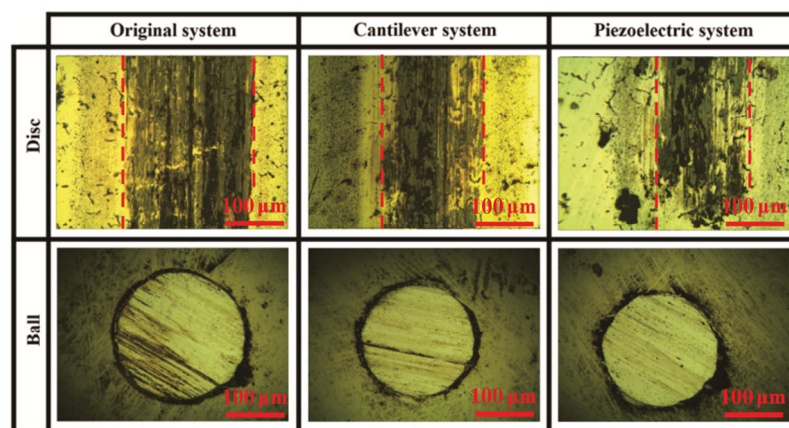 Original system
Cantilever system
Piezoelectric system
Disc
100 μm
100 μm
100 μm
Ball
100 μm
100 μm
100 μm